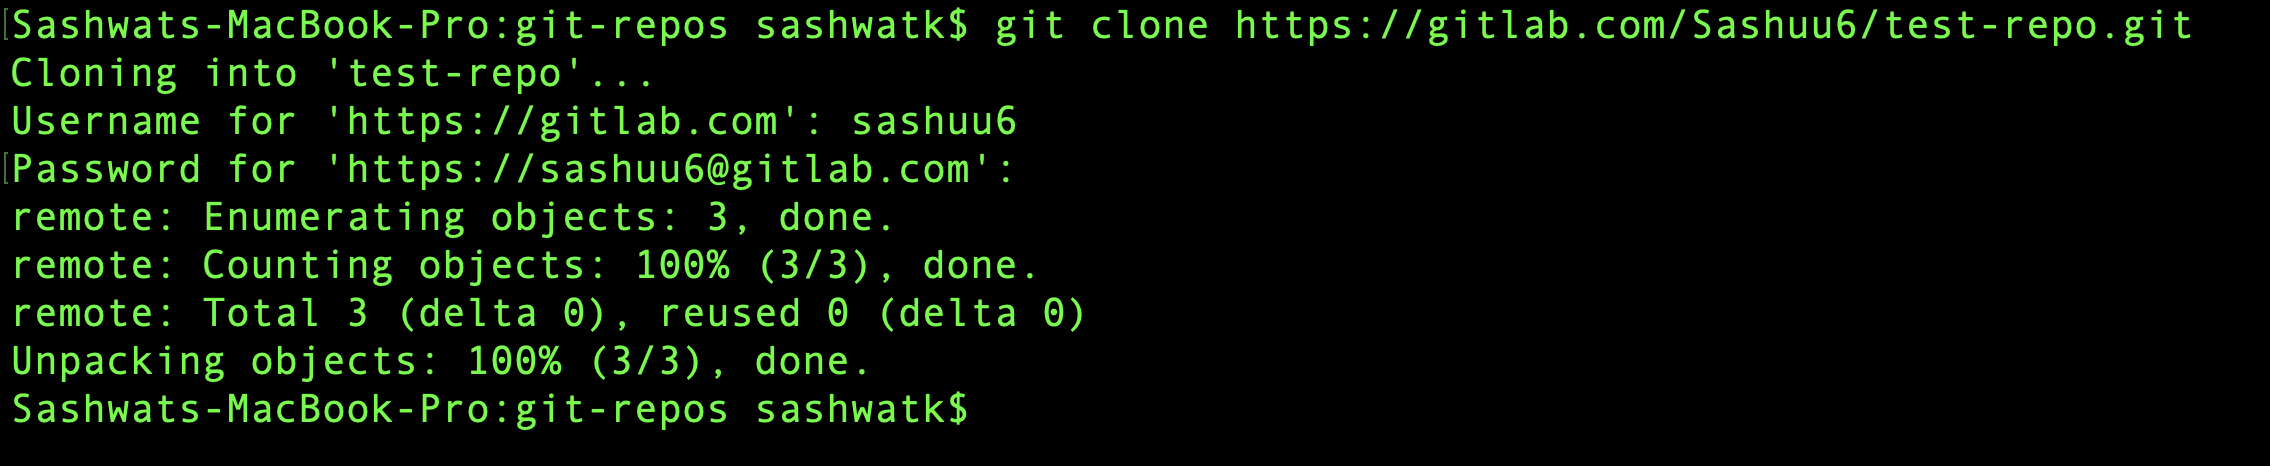 [Sashwats-MacBook-Pro:git-repos sashwatk$ git clone https://gitlab.com/Sashuu6/test-repo.git
Cloning into 'test-repo'...
Username for 'https://gitlab.com': sashuu6
[Password for 'https://sashuu6@gitlab.com':
remote: Enumerating objects: 3, done.
remote: Counting objects: 100% (3/3), done.
remote: Total 3 (delta 0), reused 0 (delta 0)
Unpacking objects: 100% (3/3), done.
Sashwats-MacBook-Pro:git-repos sashwatk$